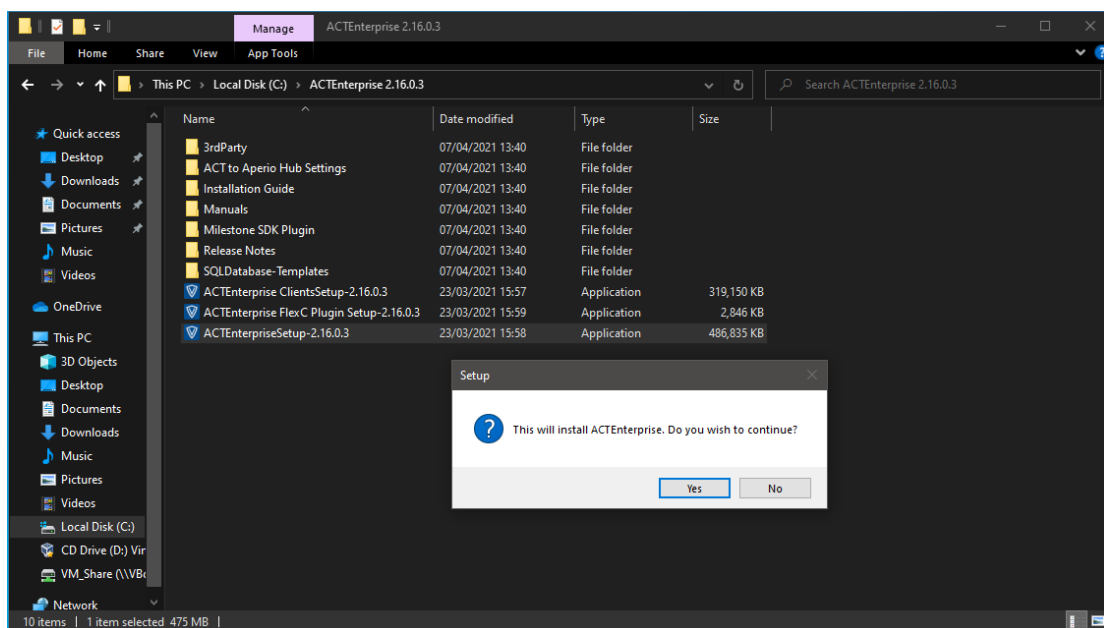 Manage
ACTEnterprise 2.16.0.3
File Home Share View App Tools
This PC > Local Disk (C:) > ACTEnterprise 2.16.0.3
Search ACTEnterprise 2.16.0.3
Name Date modified Type Size
Quick access
Desktop
Downloads
Documents
Pictures
Music
Videos
OneDrive
This PC
3D Objects
Desktop
Documents
Downloads
Music
Pictures
Videos
Local Disk (C:)
CD Drive (D:) Vir
VM_Share (\\VBo
Network
3rdParty 07/04/2021 13:40 File folder
ACT to Aperio Hub Settings 07/04/2021 13:40 File folder
Installation Guide 07/04/2021 13:40 File folder
Manuals 07/04/2021 13:40 File folder
Milestone SDK Plugin 07/04/2021 13:40 File folder
Release Notes 07/04/2021 13:40 File folder
SQLDatabase-Templates 07/04/2021 13:40 File folder
ACTEnterprise ClientsSetup-2.16.0.3 23/03/2021 15:57 Application 319,150 KB
ACTEnterprise FlexC Plugin Setup-2.16.0.3 23/03/2021 15:59 Application 2,846 KB
ACTEnterpriseSetup-2.16.0.3 23/03/2021 15:58 Application 486,835 KB
Setup
This will install ACTEnterprise. Do you wish to continue?
Yes No
10 items 1 item selected 475 MB